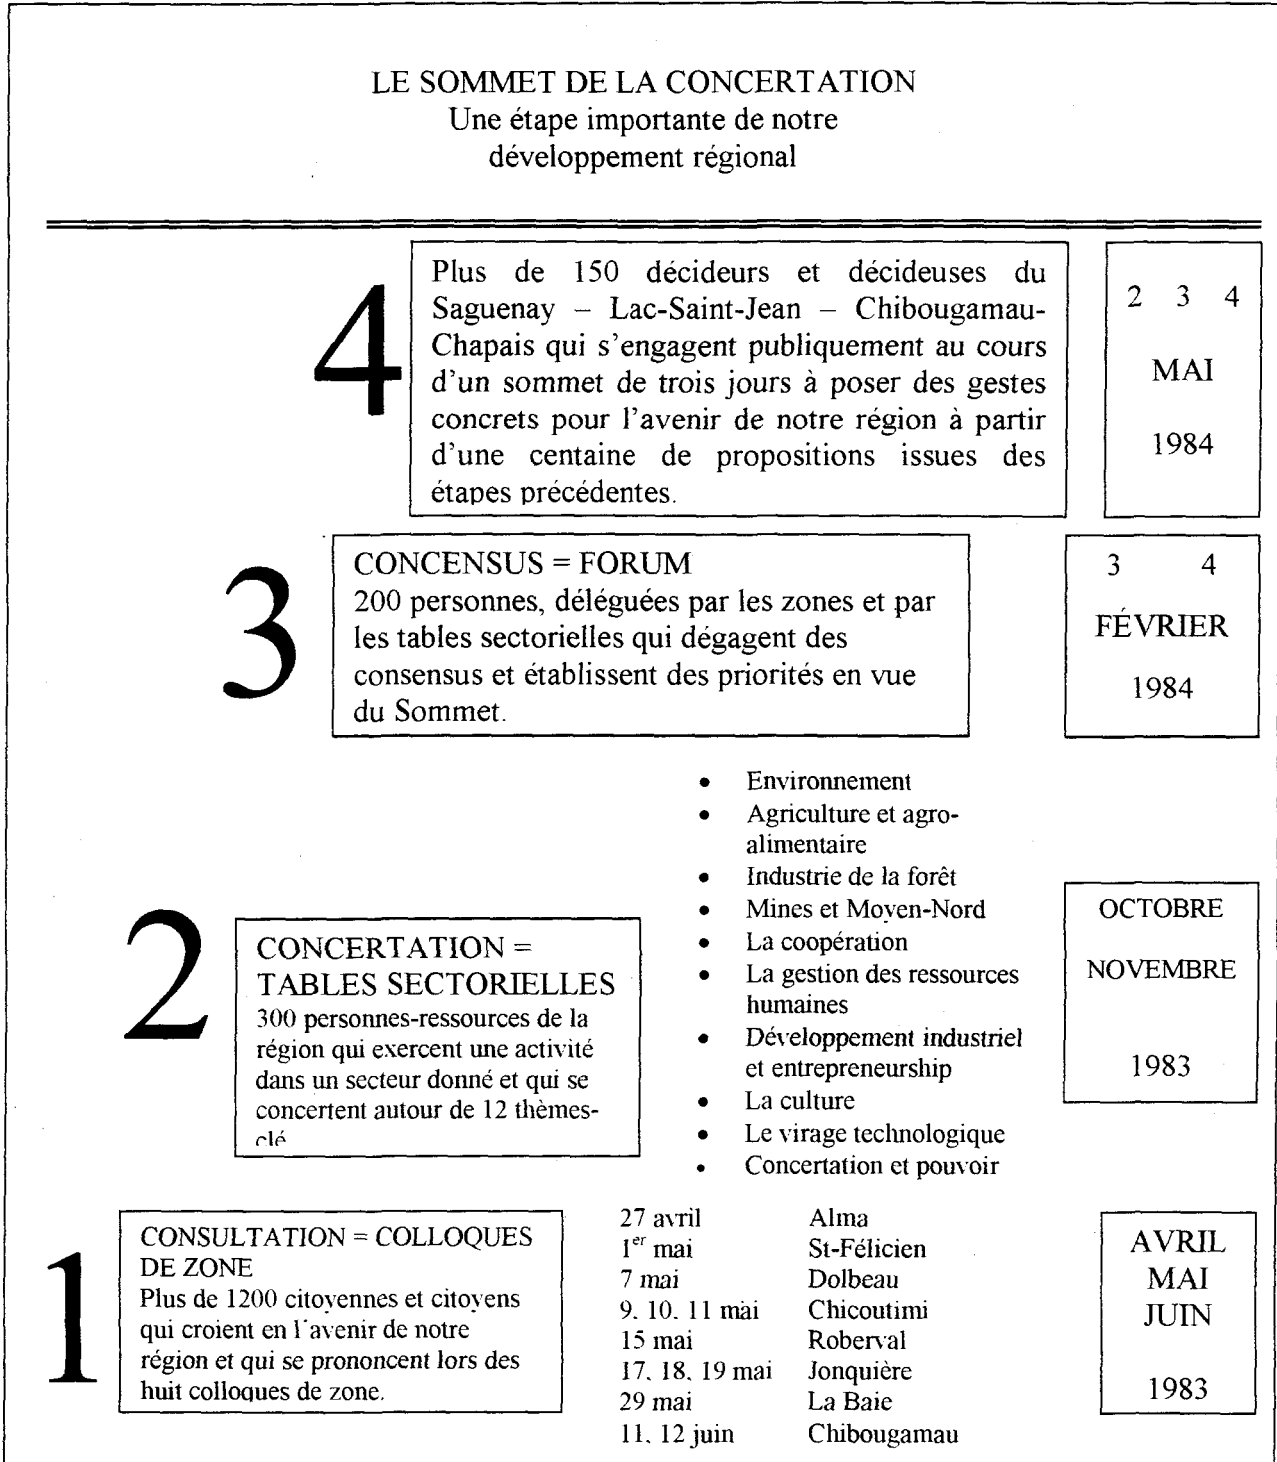 LE SOMMET DE LA CONCERTATION
Une étape importante de notre
développement régional
4
Plus de 150 décideurs et décideuses du
Saguenay – Lac-Saint-Jean – Chibougamau-
Chapais qui s'engagent publiquement au cours
d'un sommet de trois jours à poser des gestes
concrets pour l'avenir de notre région à partir
d'une centaine de propositions issues des
étapes précédentes.
2 3 4
MAI
1984
3
CONCENSUS = FORUM
200 personnes, déléguées par les zones et par
les tables sectorielles qui dégagent des
consensus et établissent des priorités en vue
du Sommet.
3 4
FÉVRIER
1984
2
CONCERTATION =
TABLES SECTORIELLES
300 personnes-ressources de la
région qui exercent une activité
dans un secteur donné et qui se
concertent autour de 12 thèmes-
clé
• Environnement
• Agriculture et agro-
alimentaire
• Industrie de la forêt
• Mines et Moyen-Nord
• La coopération
• La gestion des ressources
humaines
• Développement industriel
et entrepreneurship
• La culture
• Le virage technologique
• Concertation et pouvoir
OCTOBRE
NOVEMBRE
1983
1
CONSULTATION = COLLOQUES
DE ZONE
Plus de 1200 citoyennes et citoyens
qui croient en l'avenir de notre
région et qui se prononcent lors des
huit colloques de zone.
27 avril Alma
1er mai St-Félicien
7 mai Dolbeau
9, 10, 11 mai Chicoutimi
15 mai Roberval
17, 18, 19 mai Jonquière
29 mai La Baie
11, 12 juin Chibougamau
AVRIL
MAI
JUIN
1983